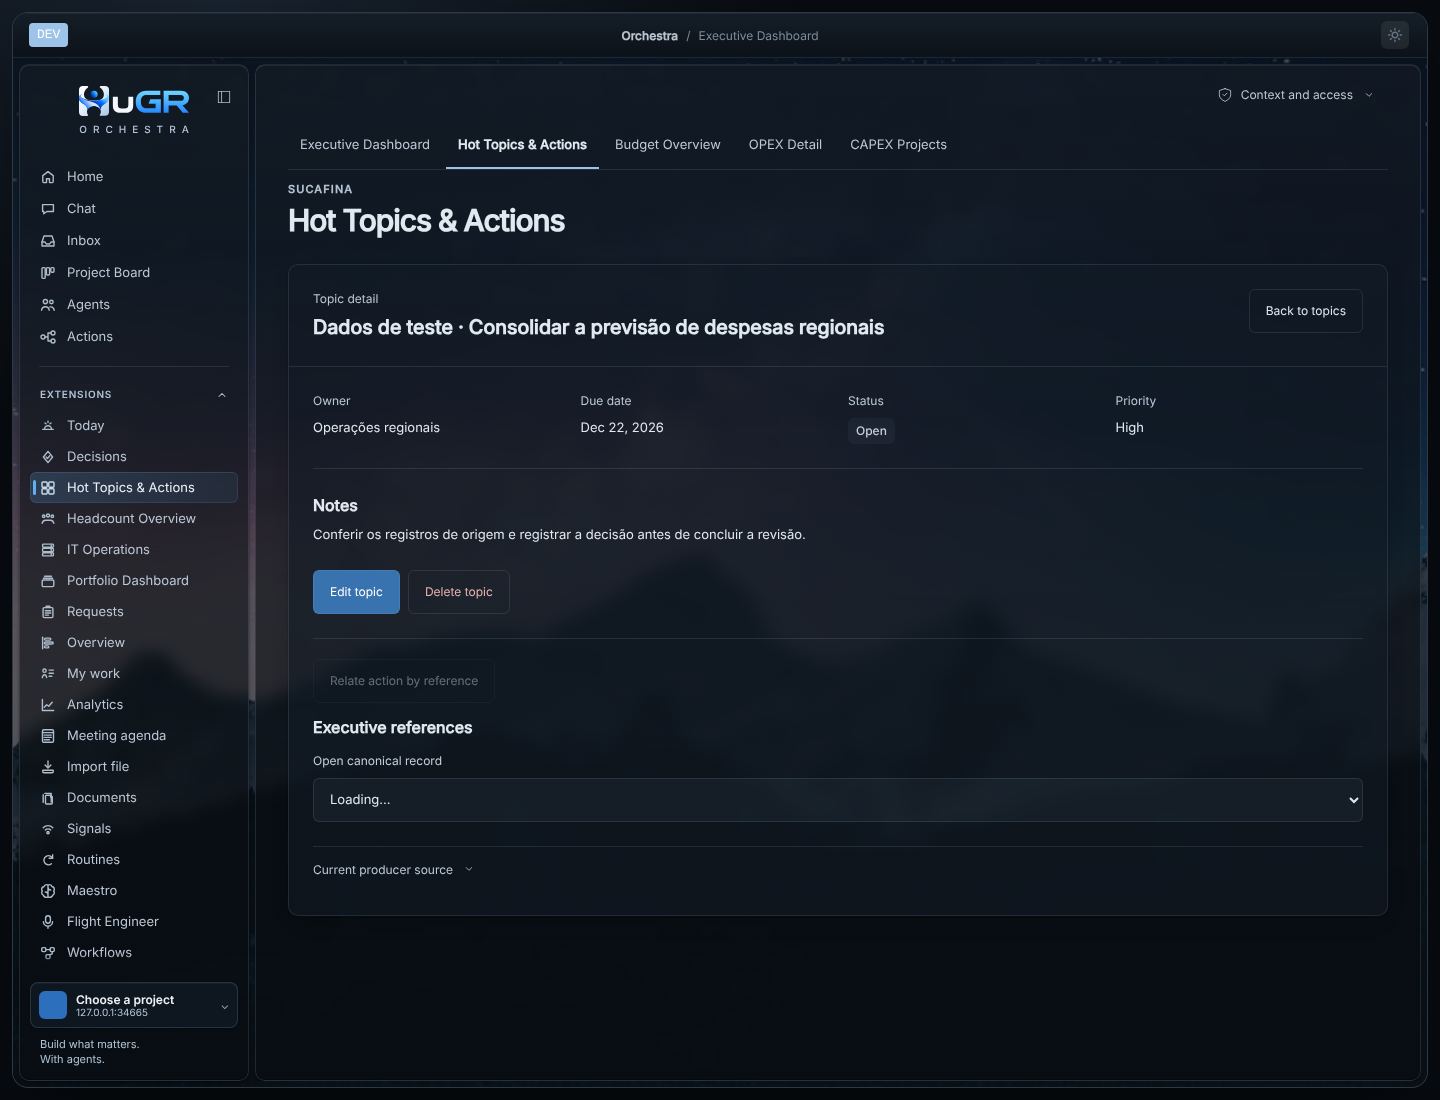 DEV
Orchestra / Executive Dashboard
HuGR
ORCHESTRA
Context and access
Home
Chat
Inbox
Project Board
Agents
Actions
EXTENSIONS
Today
Decisions
Hot Topics & Actions
Headcount Overview
IT Operations
Portfolio Dashboard
Requests
Overview
My work
Analytics
Meeting agenda
Import file
Documents
Signals
Routines
Maestro
Flight Engineer
Workflows
Choose a project
127.0.0.1:34665
Build what matters.
With agents.
Executive Dashboard Hot Topics & Actions Budget Overview OPEX Detail CAPEX Projects
SUCAFINA
Hot Topics & Actions
Topic detail
Dados de teste · Consolidar a previsão de despesas regionais
Back to topics
Owner Due date Status Priority
Operações regionais Dec 22, 2026 Open High
Notes
Conferir os registros de origem e registrar a decisão antes de concluir a revisão.
Edit topic Delete topic
Relate action by reference
Executive references
Open canonical record
Loading...
Current producer source